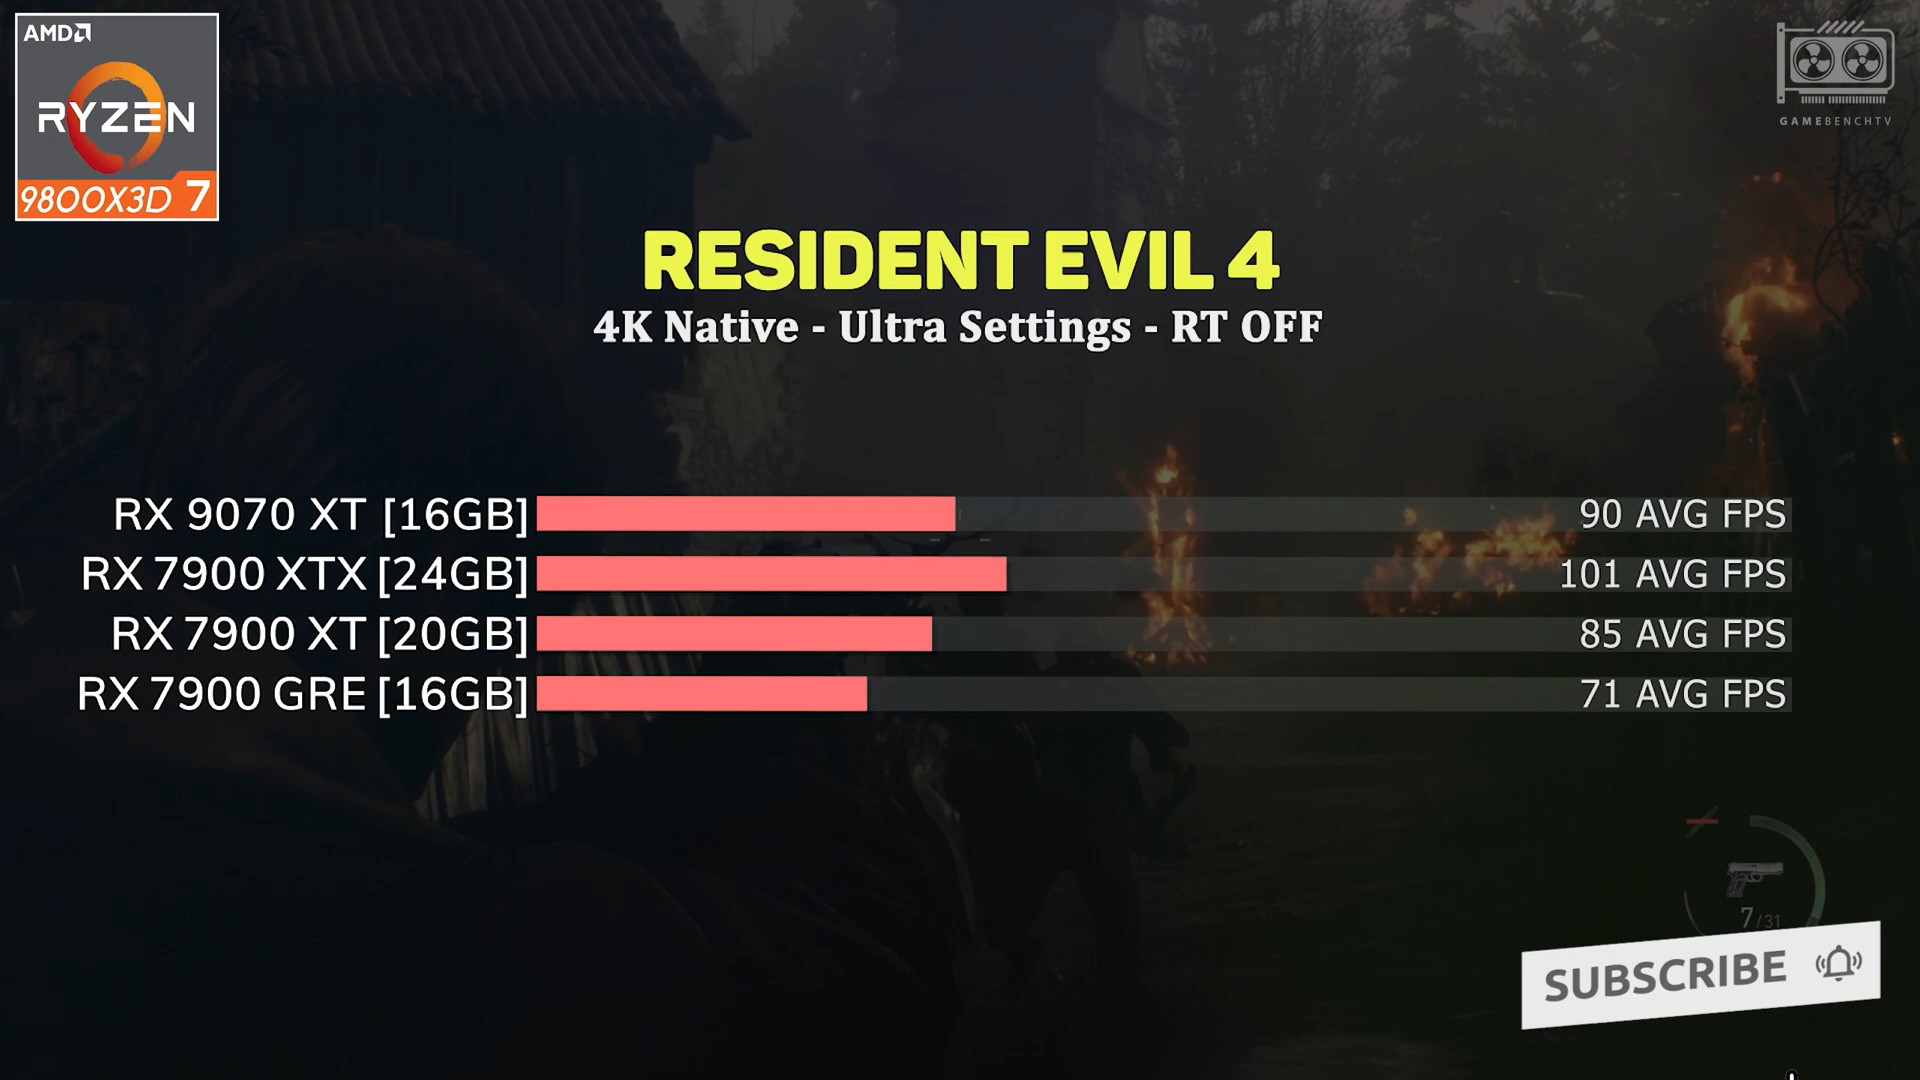 AMD
RYZEN
9800X3D 7
GAMEBENCHTV
RESIDENT EVIL 4
4K Native - Ultra Settings - RT OFF
RX 9070 XT [16GB] 90 AVG FPS
RX 7900 XTX [24GB] 101 AVG FPS
RX 7900 XT [20GB] 85 AVG FPS
RX 7900 GRE [16GB] 71 AVG FPS
7/31
SUBSCRIBE